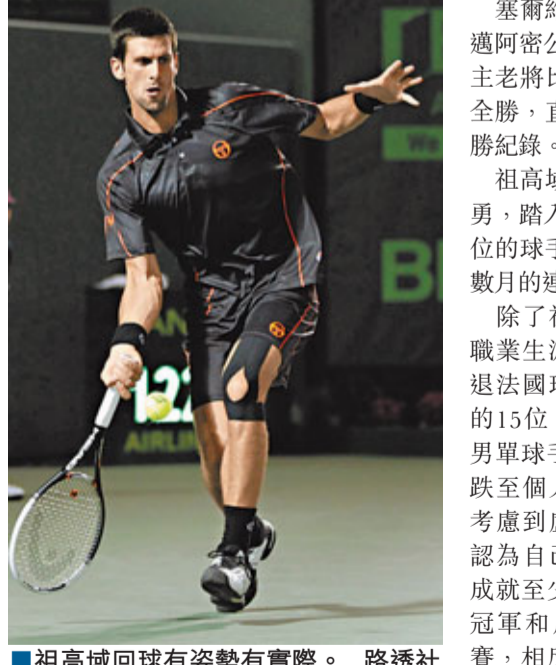 塞爾
邁阿密公
主老將
全勝，直
勝紀錄。
祖高域
勇，踏入
位的球手
數月的連
除了
職業生涯
退法國球
的15位
男單球手
跌至個人
考慮到
認為自己
成就至少
冠軍和
賽，相
We
B
122
AIRLIN
■祖高域回球有姿勢有實際。 路透社